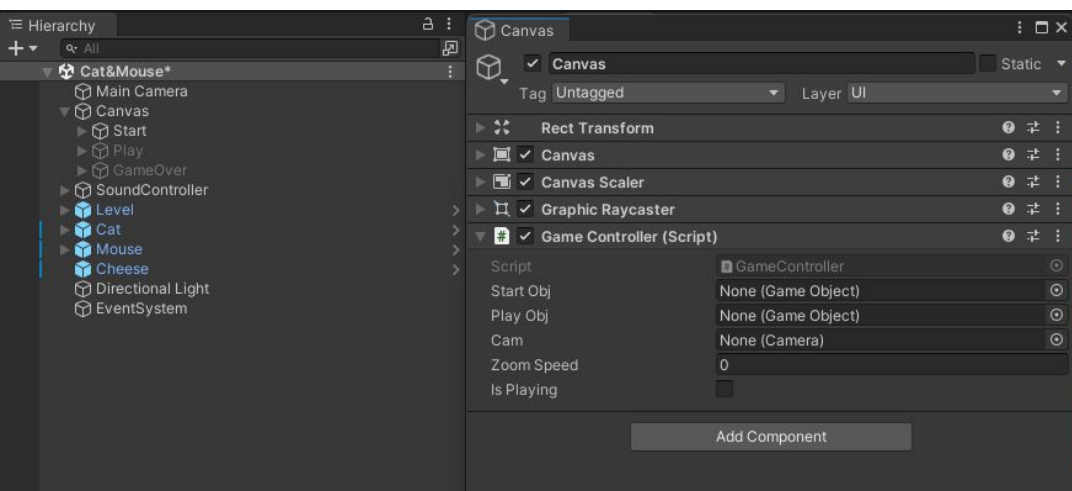 Hierarchy
All
Cat&Mouse*
Main Camera
Canvas
Start
Play
GameOver
SoundController
Level
Cat
Mouse
Cheese
Directional Light
EventSystem
Canvas
Canvas Static
Tag Untagged Layer UI
Rect Transform
Canvas
Canvas Scaler
Graphic Raycaster
# Game Controller (Script)
Script GameController
Start Obj None (Game Object)
Play Obj None (Game Object)
Cam None (Camera)
Zoom Speed 0
Is Playing
Add Component